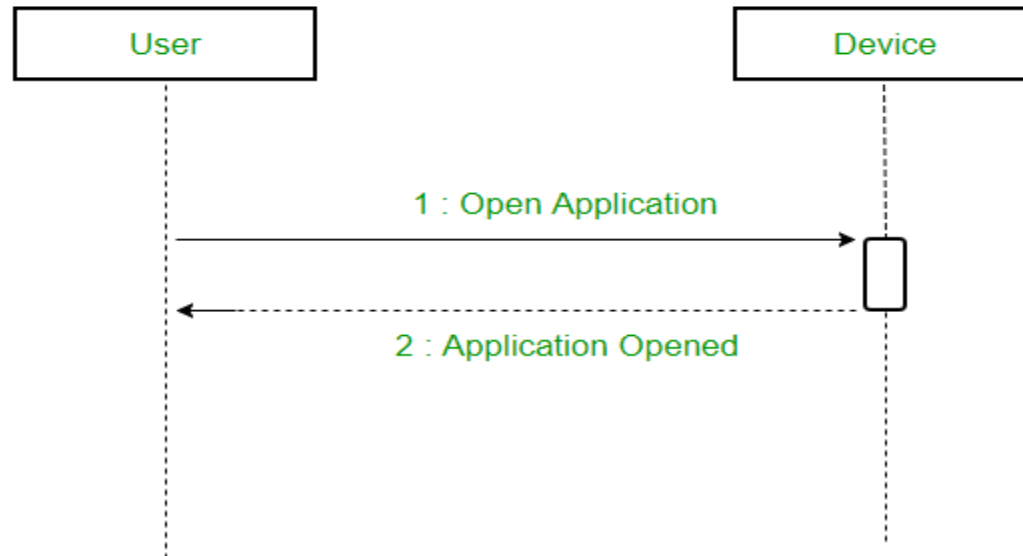 User
Device
1 : Open Application
2 : Application Opened